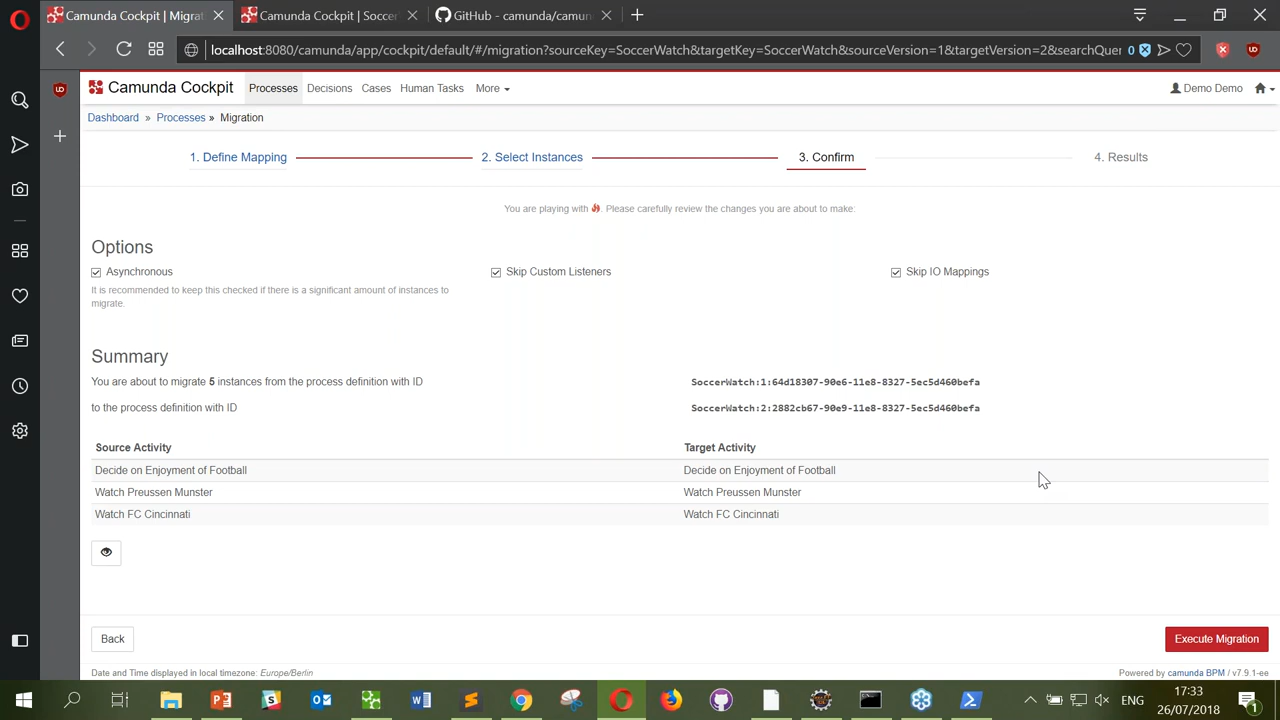 Camunda Cockpit | Migrat
Camunda Cockpit | Soccer
GitHub - camunda/camun
localhost:8080/camunda/app/cockpit/default/#/migration?sourceKey=SoccerWatch&targetKey=SoccerWatch&sourceVersion=1&targetVersion=2&searchQuer 0
Camunda Cockpit Processes Decisions Cases Human Tasks More Demo Demo
Dashboard » Processes » Migration
1. Define Mapping 2. Select Instances 3. Confirm 4. Results
You are playing with . Please carefully review the changes you are about to make.
Options
Asynchronous Skip Custom Listeners Skip IO Mappings
It is recommended to keep this checked if there is a significant amount of instances to
migrate.
Summary
You are about to migrate 5 instances from the process definition with ID SoccerWatch:1:64d18307-90e6-11e8-8327-5ec5d460befa
to the process definition with ID SoccerWatch:2:2882cb67-90e9-11e8-8327-5ec5d460befa
Source Activity Target Activity
Decide on Enjoyment of Football Decide on Enjoyment of Football
Watch Preussen Munster Watch Preussen Munster
Watch FC Cincinnati Watch FC Cincinnati
Back Execute Migration
Date and Time displayed in local timezone: Europe/Berlin Powered by camunda BPM / v7.9.1-ee
ENG 17:33
26/07/2018 1